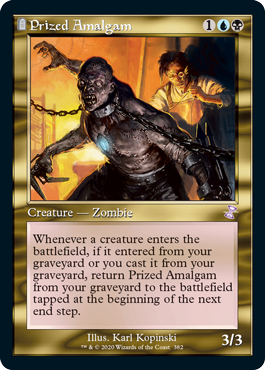 Prized Amalgam 1
Creature — Zombie
Whenever a creature enters the
battlefield, if it entered from your
graveyard or you cast it from your
graveyard, return Prized Amalgam
from your graveyard to the battlefield
tapped at the beginning of the next
end step.
Illus. Karl Kopinski
™ & © 2020 Wizards of the Coast 382
3/3